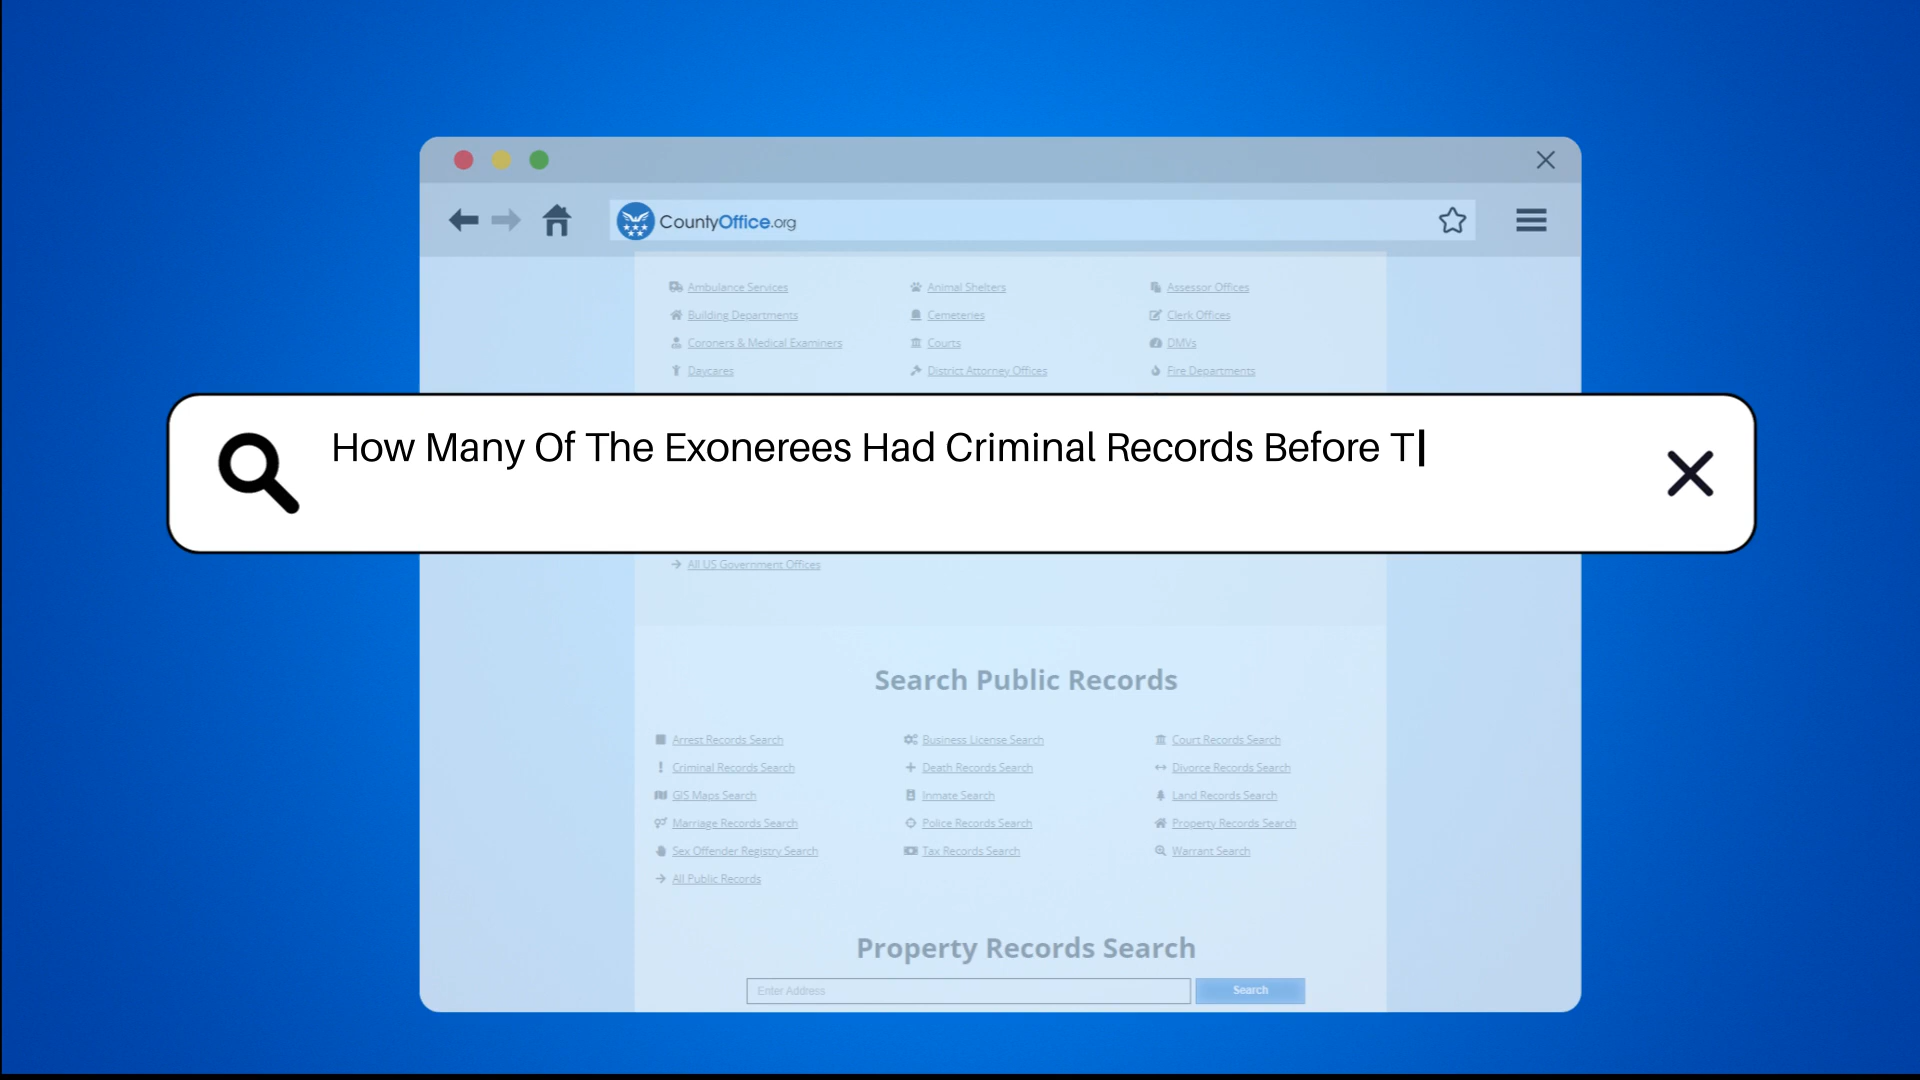 CountyOffice.org
Ambulance Services Animal Shelters Assessor Offices
Building Departments Cemeteries Clerk Offices
Coroners & Medical Examiners Courts DMVs
Daycares District Attorney Offices Fire Departments
How Many Of The Exonerees Had Criminal Records Before T
All US Government Offices
Search Public Records
Arrest Records Search Business License Search Court Records Search
Criminal Records Search Death Records Search Divorce Records Search
GIS Maps Search Inmate Search Land Records Search
Marriage Records Search Police Records Search Property Records Search
Sex Offender Registry Search Tax Records Search Warrant Search
All Public Records
Property Records Search
Enter Address Search